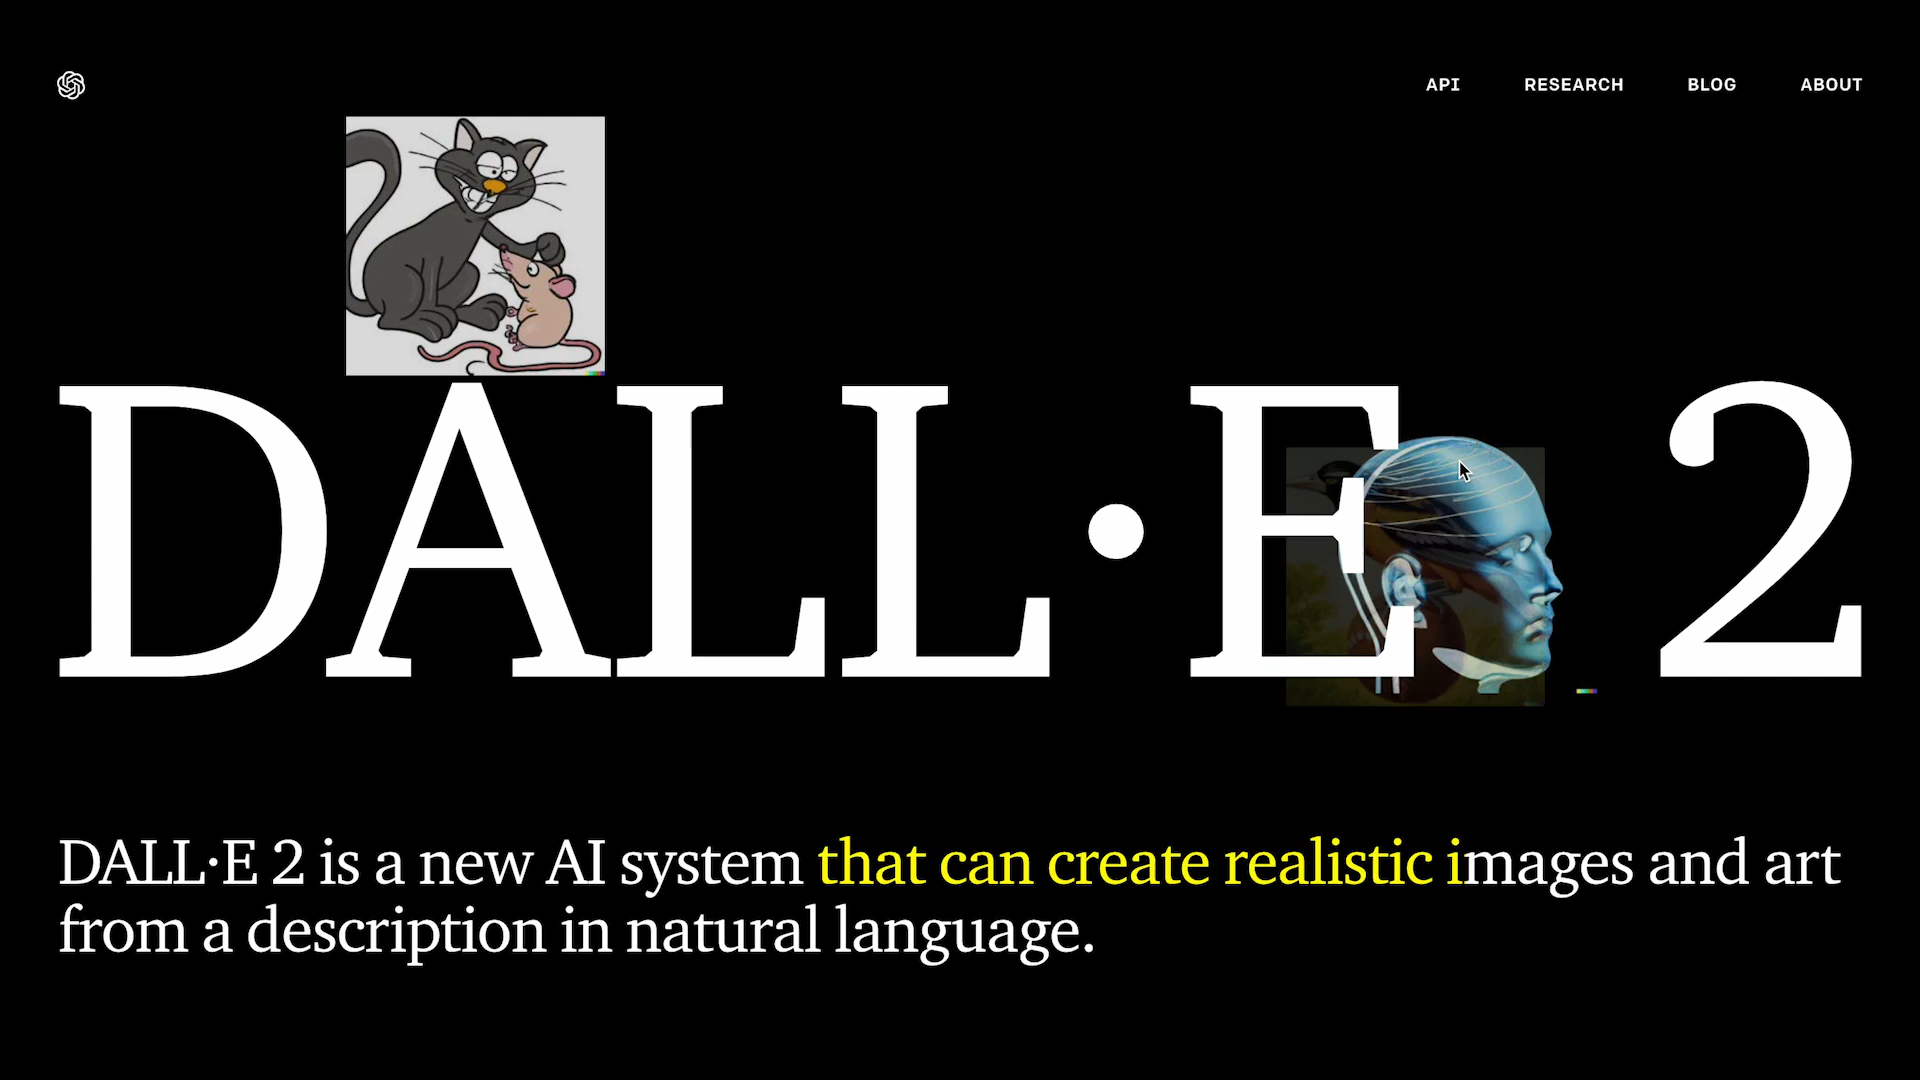 API RESEARCH BLOG ABOUT
DALL·E 2
DALL·E 2 is a new AI system that can create realistic images and art
from a description in natural language.